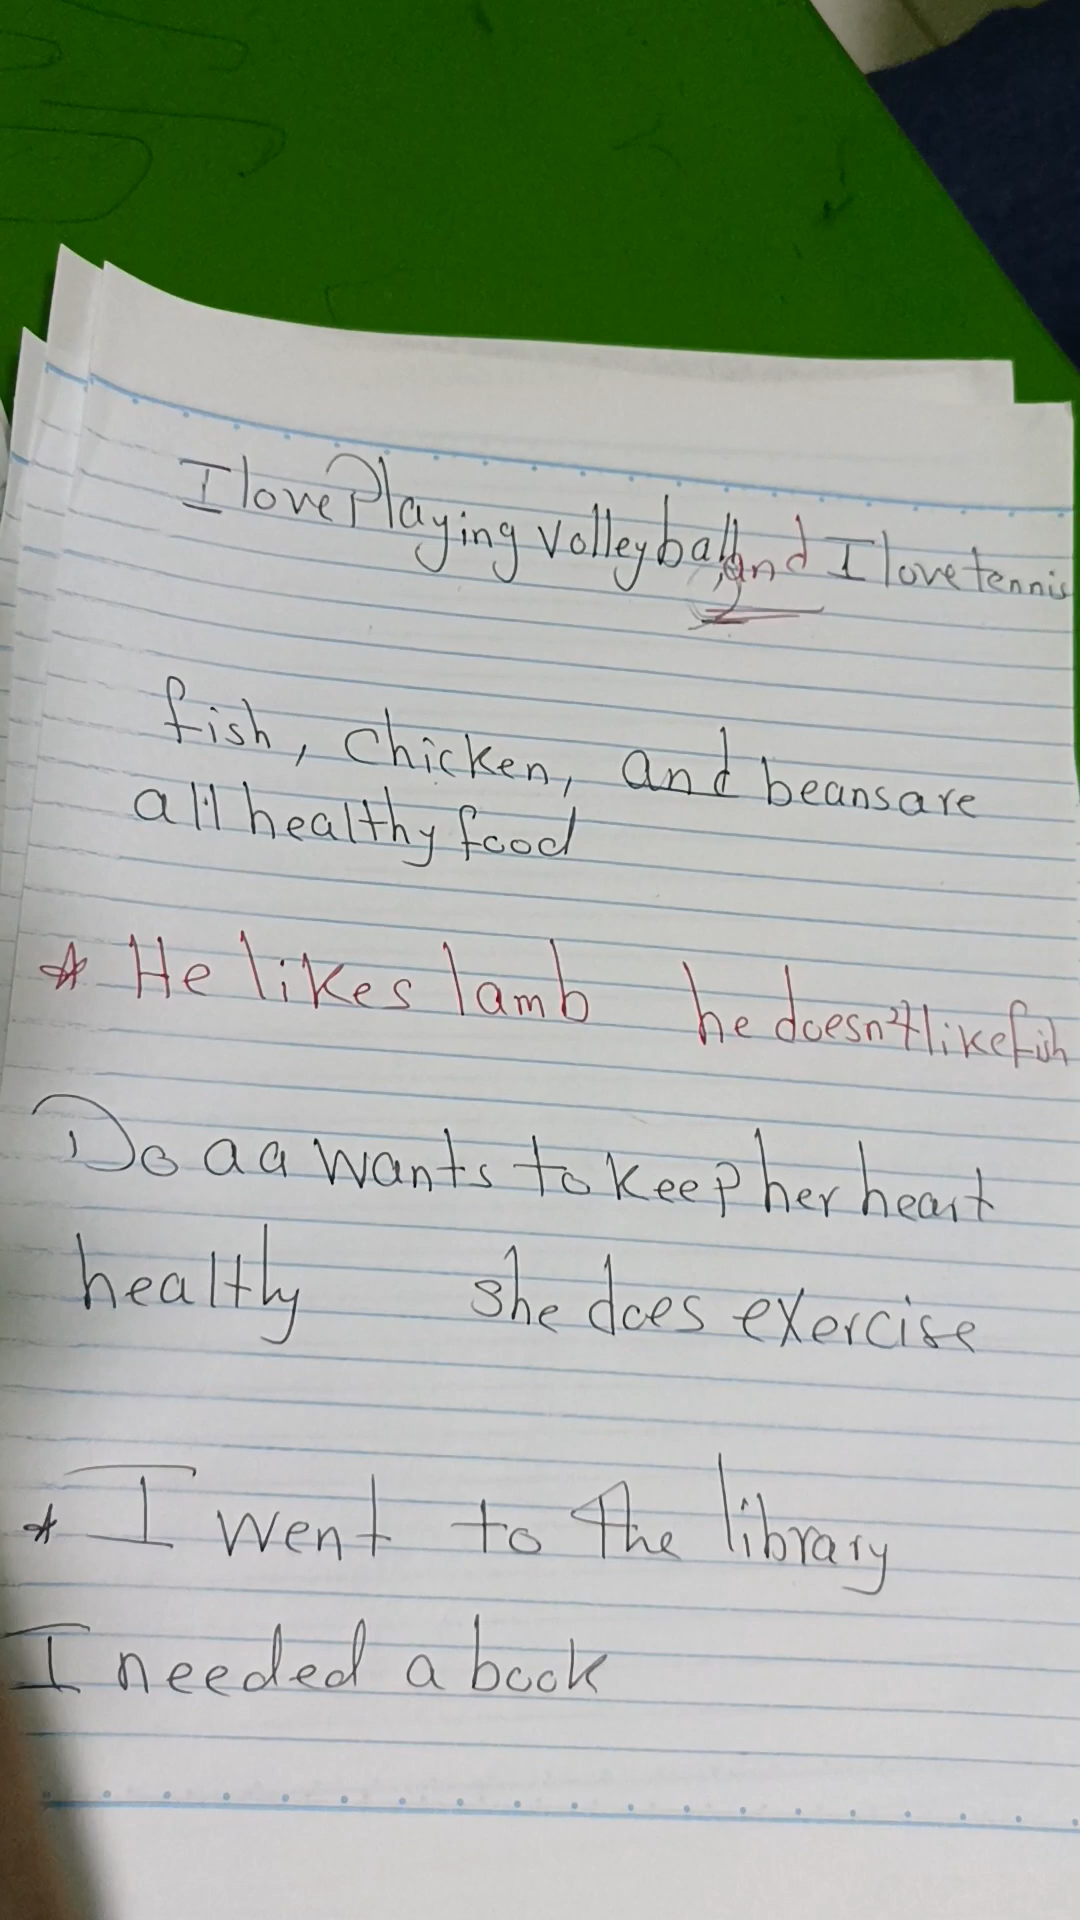 I love Playing volleyball, and I love tennis
fish, chicken, and beans are
all healthy food
* He likes lamb he doesn't like fish
Doaa wants to keep her heart
healthy she does exercise
* I went to the library
I needed a book